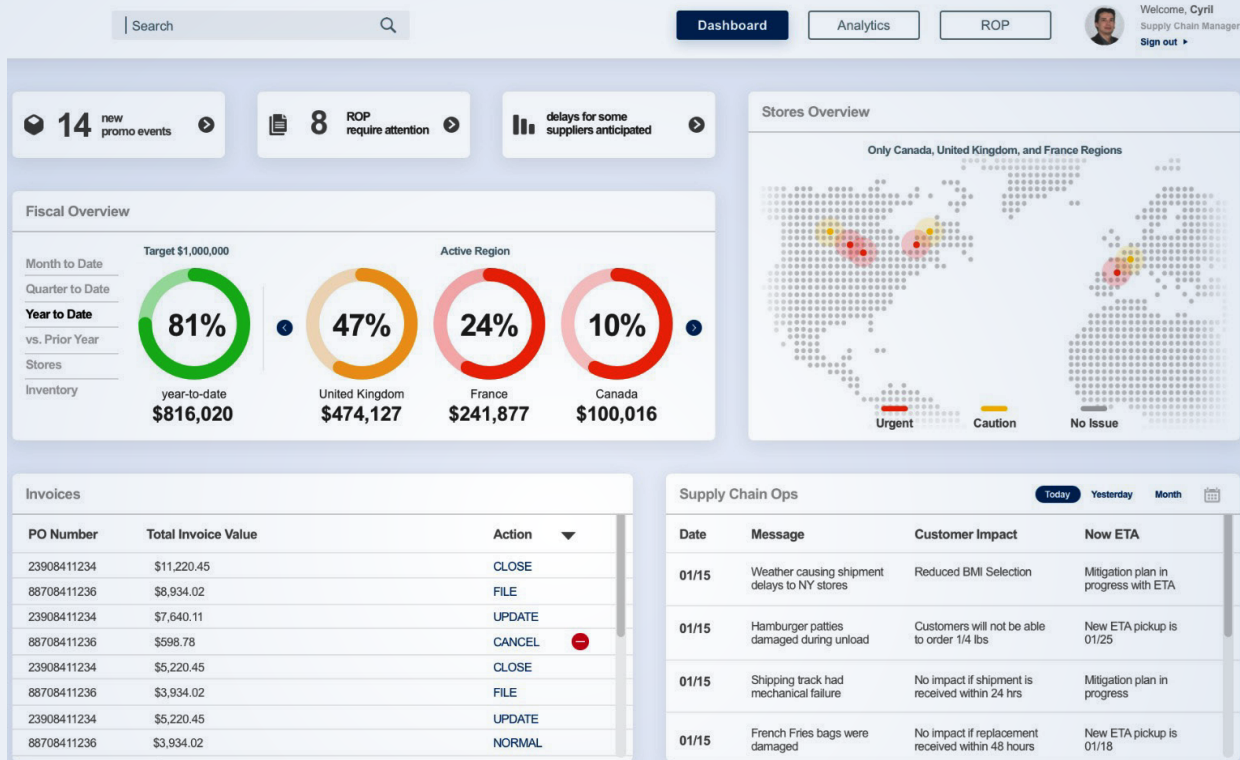 Search
Dashboard
Analytics
ROP
Welcome, Cyril
Supply Chain Manager
Sign out
14 new promo events
8 ROP require attention
delays for some suppliers anticipated
Stores Overview
Only Canada, United Kingdom, and France Regions
Urgent
Caution
No Issue
Fiscal Overview
Month to Date
Quarter to Date
Year to Date
vs. Prior Year
Stores
Inventory
Target $1,000,000
81%
year-to-date
$816,020
Active Region
47%
United Kingdom
$474,127
24%
France
$241,877
10%
Canada
$100,016
Invoices
PO Number Total Invoice Value Action
23908411234 $11,220.45 CLOSE
88708411236 $8,934.02 FILE
23908411234 $7,640.11 UPDATE
88708411236 $598.78 CANCEL
23908411234 $5,220.45 CLOSE
88708411236 $3,934.02 FILE
23908411234 $5,220.45 UPDATE
88708411236 $3,934.02 NORMAL
Supply Chain Ops
Today Yesterday Month
Date Message Customer Impact Now ETA
01/15
Weather causing shipment
delays to NY stores
Reduced BMI Selection
Mitigation plan in
progress with ETA
01/15
Hamburger patties
damaged during unload
Customers will not be able
to order 1/4 lbs
New ETA pickup is
01/25
01/15
Shipping track had
mechanical failure
No impact if shipment is
received within 24 hrs
Mitigation plan in
progress
01/15
French Fries bags were
damaged
No impact if replacement
received within 48 hours
New ETA pickup is
01/18